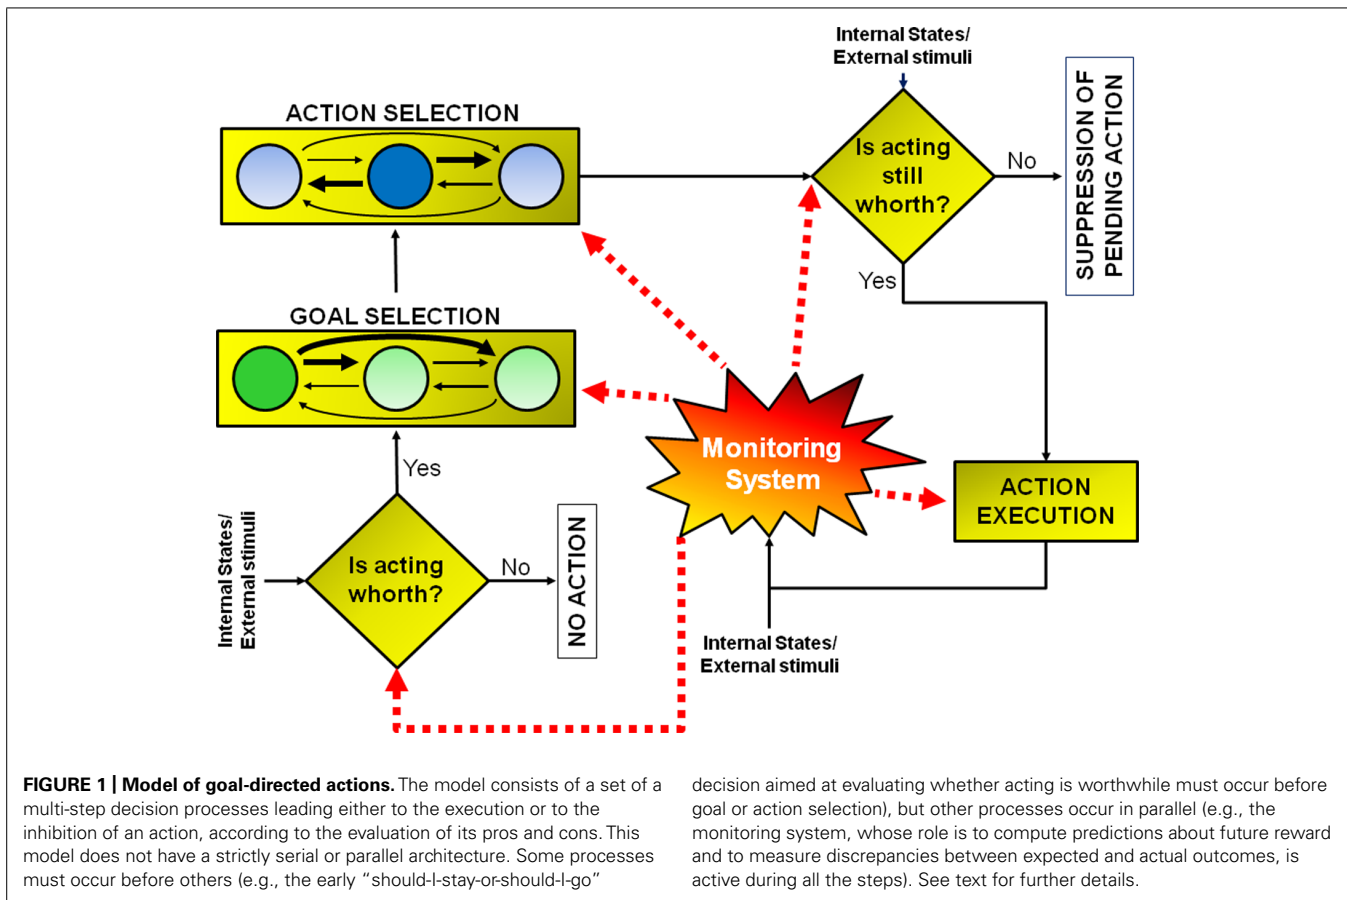 Internal States/
External stimuli
ACTION SELECTION
Is acting
still
whorth?
No
SUPPRESSION OF
PENDING ACTION
Yes
GOAL SELECTION
Monitoring
System
ACTION
EXECUTION
Yes
Internal States/
External stimuli
Is acting
whorth?
No
NO ACTION
Internal States/
External stimuli
FIGURE 1 | Model of goal-directed actions. The model consists of a set of a
multi-step decision processes leading either to the execution or to the
inhibition of an action, according to the evaluation of its pros and cons. This
model does not have a strictly serial or parallel architecture. Some processes
must occur before others (e.g., the early “should-I-stay-or-should-I-go”
decision aimed at evaluating whether acting is worthwhile must occur before
goal or action selection), but other processes occur in parallel (e.g., the
monitoring system, whose role is to compute predictions about future reward
and to measure discrepancies between expected and actual outcomes, is
active during all the steps). See text for further details.